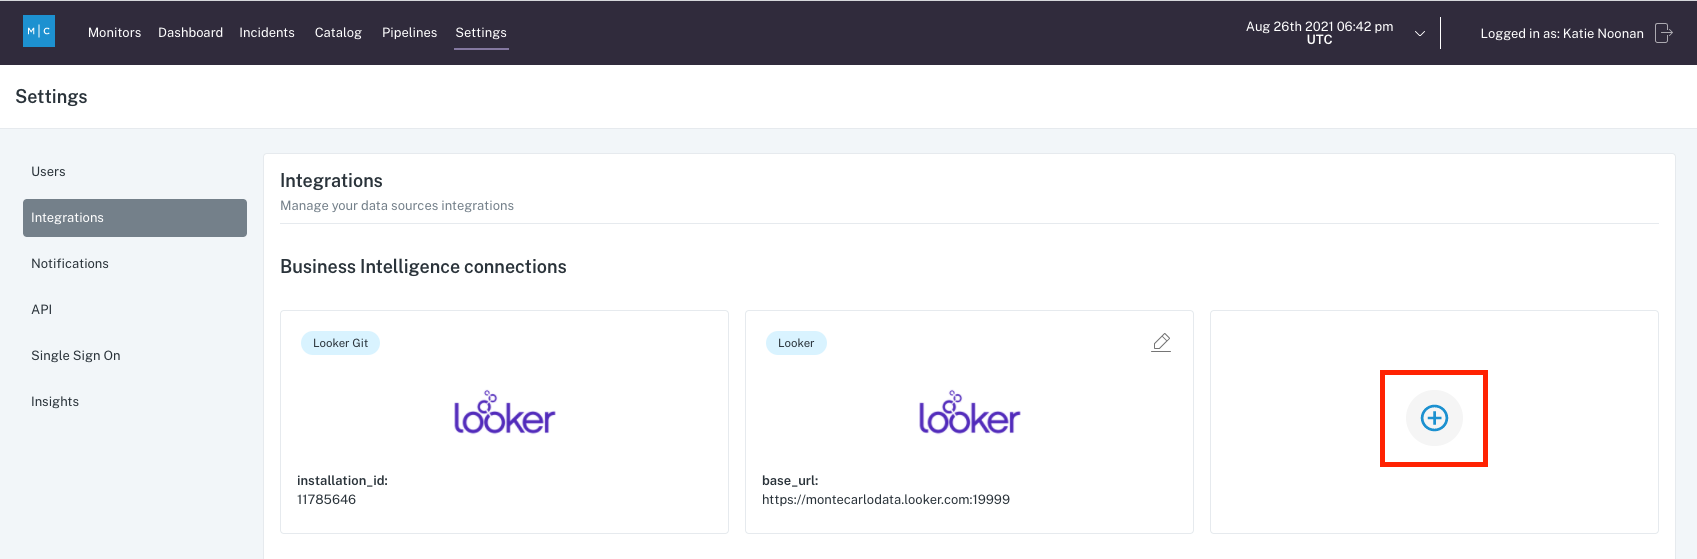 M|C
Monitors Dashboard Incidents Catalog Pipelines Settings
Aug 26th 2021 06:42 pm
UTC
Logged in as: Katie Noonan
Settings
Users
Integrations
Notifications
API
Single Sign On
Insights
Integrations
Manage your data sources integrations
Business Intelligence connections
Looker Git
looker
installation_id:
11785646
Looker
looker
base_url:
https://montecarlodata.looker.com:19999